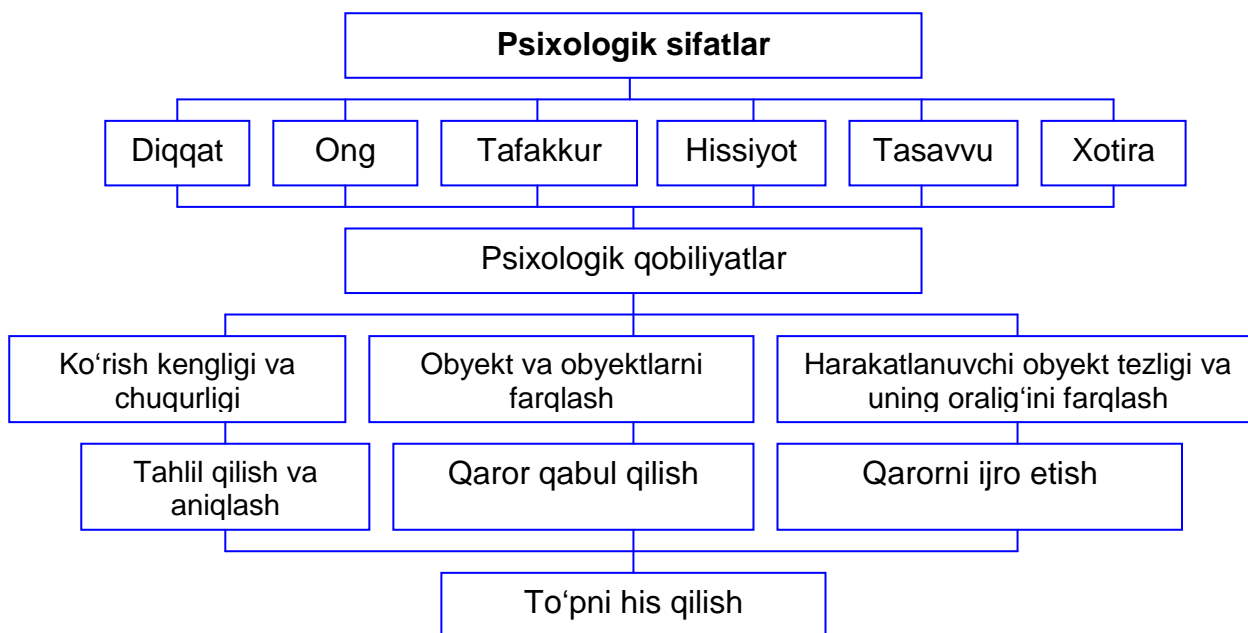 Psixologik sifatlar
Diqqat
Ong
Tafakkur
Hissiyot
Tasavvu
Xotira
Psixologik qobiliyatlar
Ko‘rish kengligi va
chuqurligi
Obyekt va obyektlarni
farqlash
Harakatlanuvchi obyekt tezligi va
uning oralig‘ini farqlash
Tahlil qilish va
aniqlash
Qaror qabul qilish
Qarorni ijro etish
To‘pni his qilish